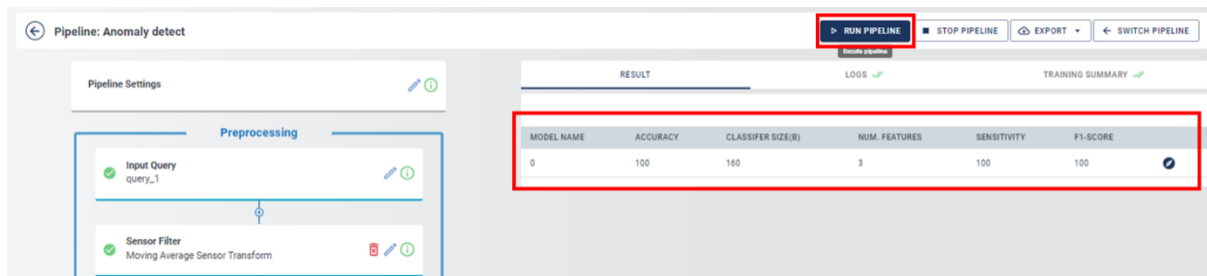 Pipeline: Anomaly detect
RUN PIPELINE
STOP PIPELINE
EXPORT
SWITCH PIPELINE
Execute pipeline
Pipeline Settings
RESULT
LOGS
TRAINING SUMMARY
Preprocessing
MODEL NAME ACCURACY CLASSIFER SIZE(B) NUM. FEATURES SENSITIVITY F1-SCORE
0 100 160 3 100 100
Input Query
query_1
Sensor Filter
Moving Average Sensor Transform